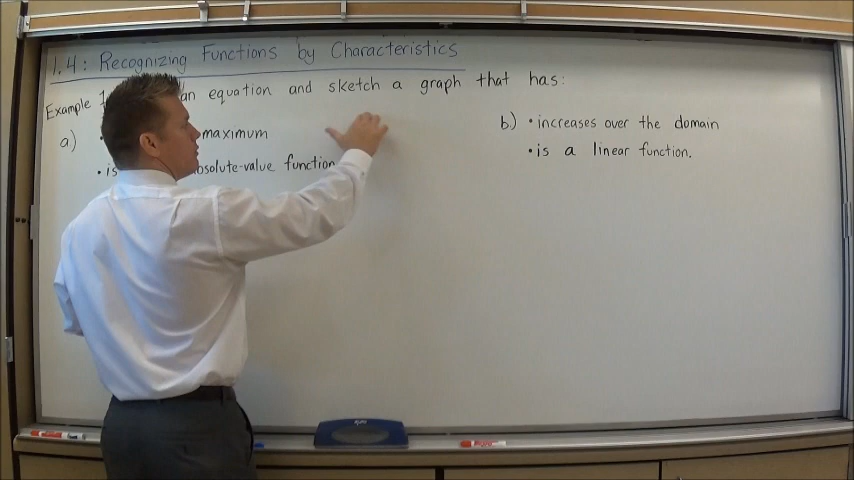 1.4: Recognizing Functions by Characteristics
Example 1 an equation and sketch a graph that has:
a) • maximum
• is absolute-value function
b) • increases over the domain
• is a linear function.